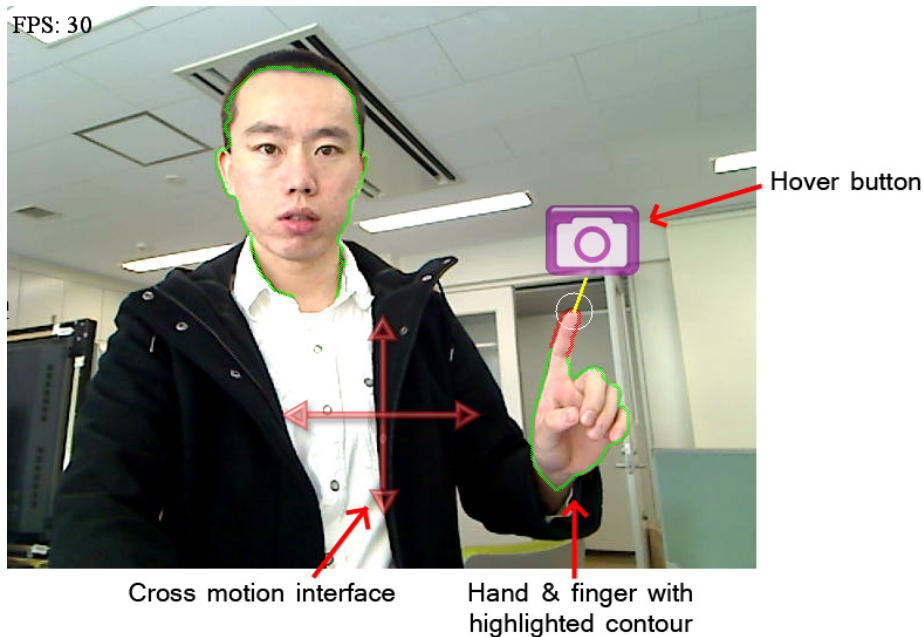 FPS: 30
Hover button
Cross motion interface
Hand & finger with
highlighted contour